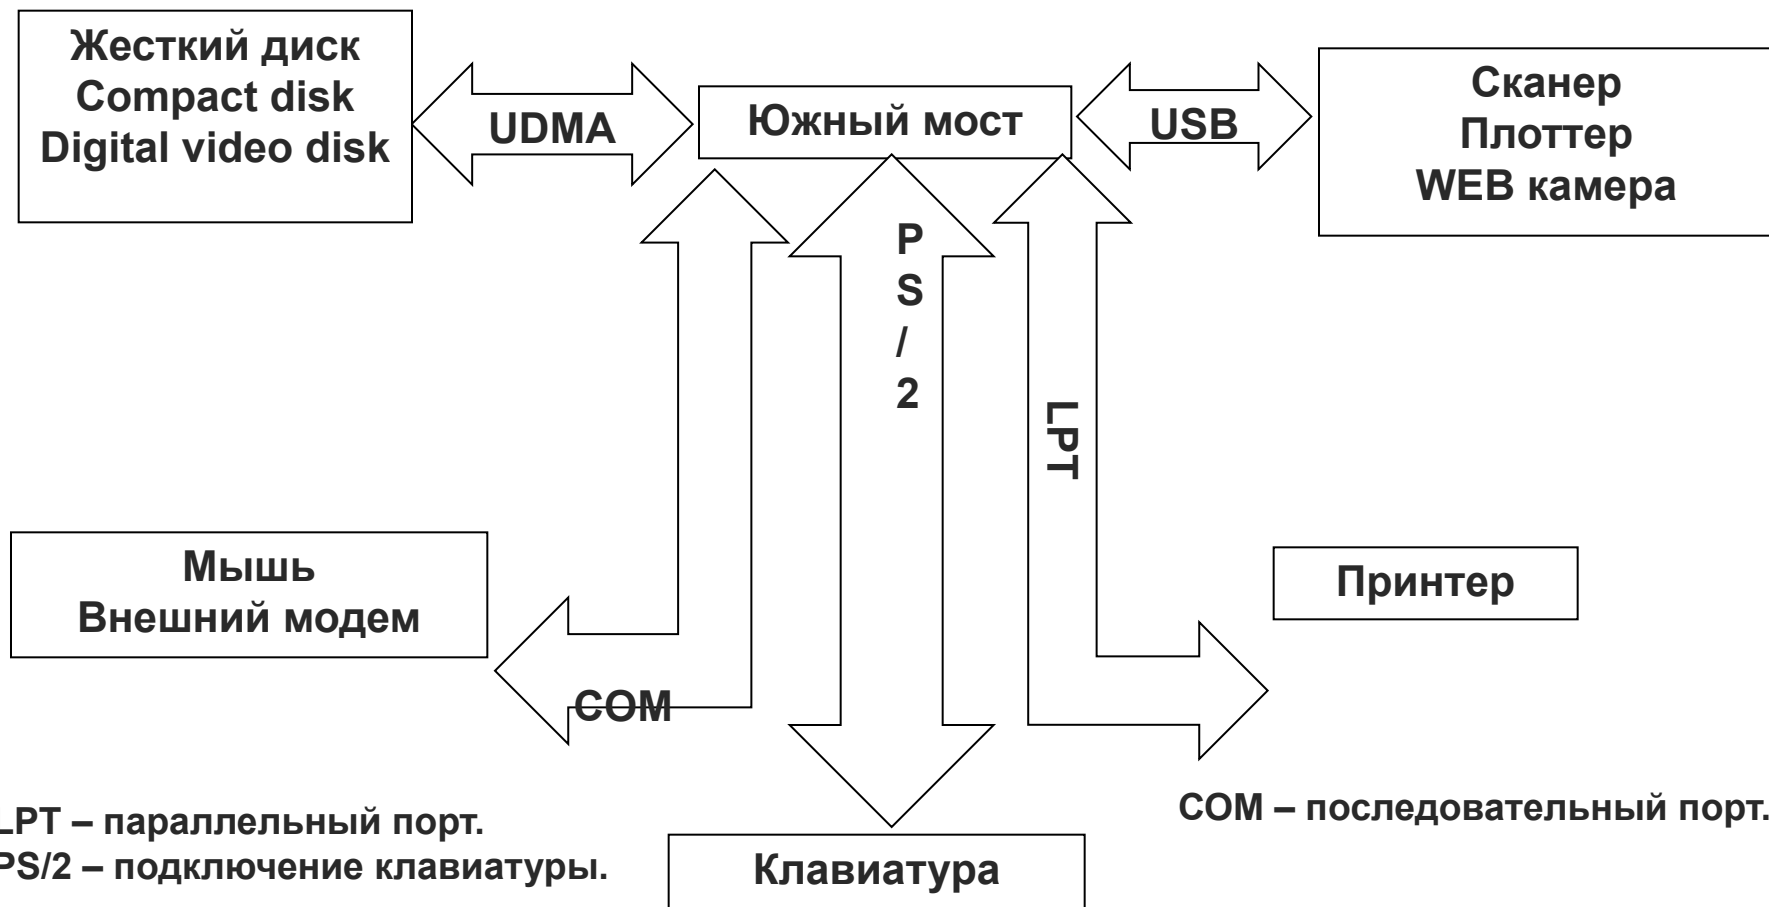 Жесткий диск
Compact disk
Digital video disk
UDMA
Южный мост
USB
Сканер
Плоттер
WEB камера
P
S
/
2
LPT
Мышь
Внешний модем
Принтер
COM
LPT – параллельный порт.
PS/2 – подключение клавиатуры.
COM – последовательный порт.
Клавиатура